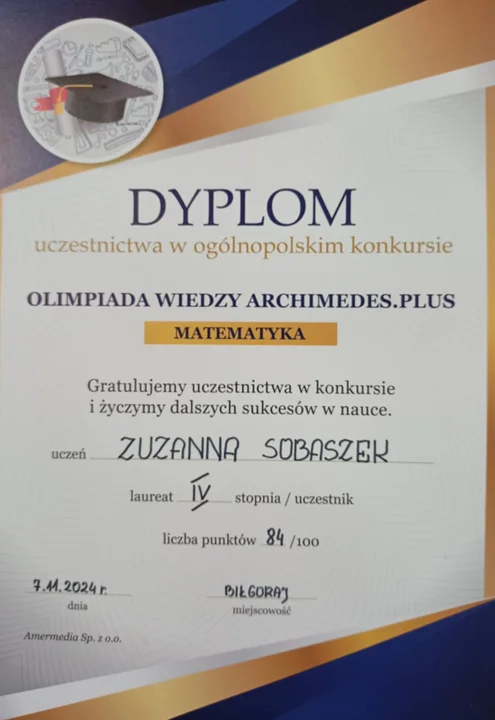 DYPLOM
uczestnictwa w ogólnopolskim konkursie
OLIMPIADA WIEDZY ARCHIMEDES.PLUS
MATEMATYKA
Gratulujemy uczestnictwa w konkursie
i życzymy dalszych sukcesów w nauce.
uczeń ZUZANNA SOBASZEK
laureat IV stopnia / uczestnik
liczba punktów 84 /100
7.11.2024 r. BIŁGORAJ
dnia miejscowość
Amermedia Sp. z o.o.